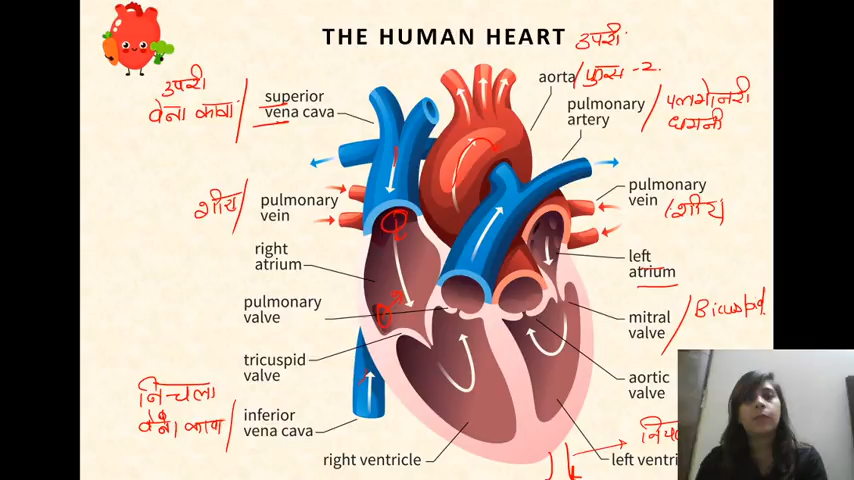 THE HUMAN HEART
उपरी
उपरी
वेना कावा
superior
vena cava
aorta
pulmonary
artery
पलमोनरी
धमनी
शीरा
pulmonary
vein
pulmonary
vein
शीरा
right
atrium
left
atrium
pulmonary
valve
mitral
valve
Bicuspid
tricuspid
valve
aortic
valve
निचला
वेना कावा
inferior
vena cava
right ventricle
left ventri